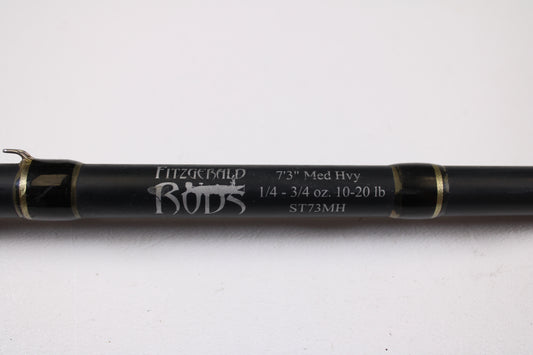 FITZGERALD
RODS
7'3" Med Hvy
1/4 - 3/4 oz. 10-20 lb
ST73MH